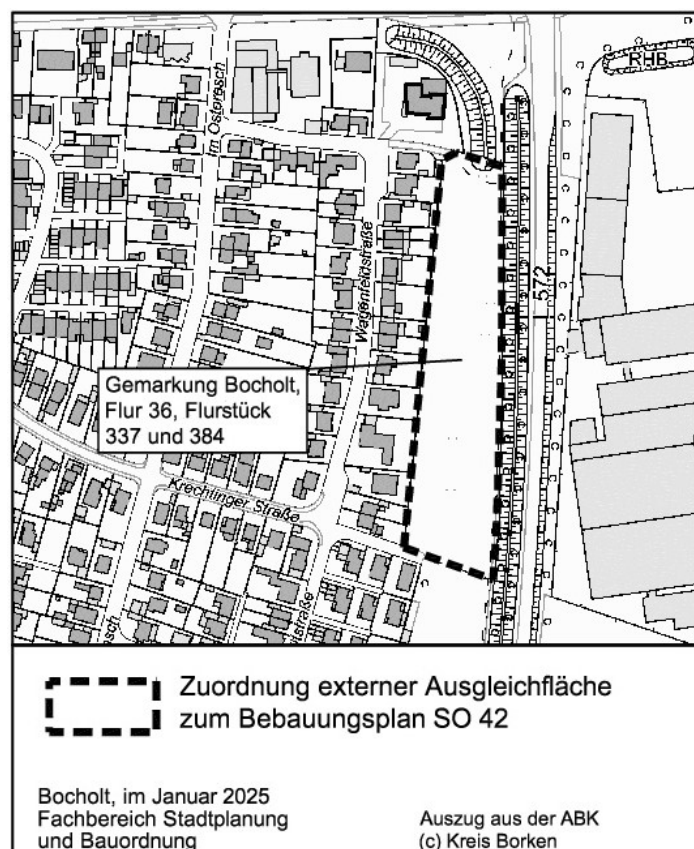 RHB
Im Osteresch
Wagenfeldstraße
572
Gemarkung Bocholt,
Flur 36, Flurstück
337 und 384
Krechtinger Straße
Zuordnung externer Ausgleichfläche
zum Bebauungsplan SO 42
Bocholt, im Januar 2025
Fachbereich Stadtplanung
und Bauordnung
Auszug aus der ABK
(c) Kreis Borken